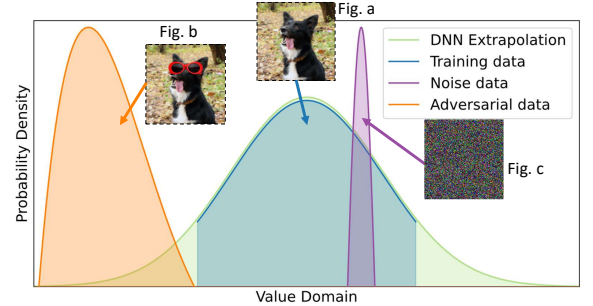 Fig. a
Fig. b
DNN Extrapolation
Training data
Noise data
Adversarial data
Fig. c
Probability Density
Value Domain